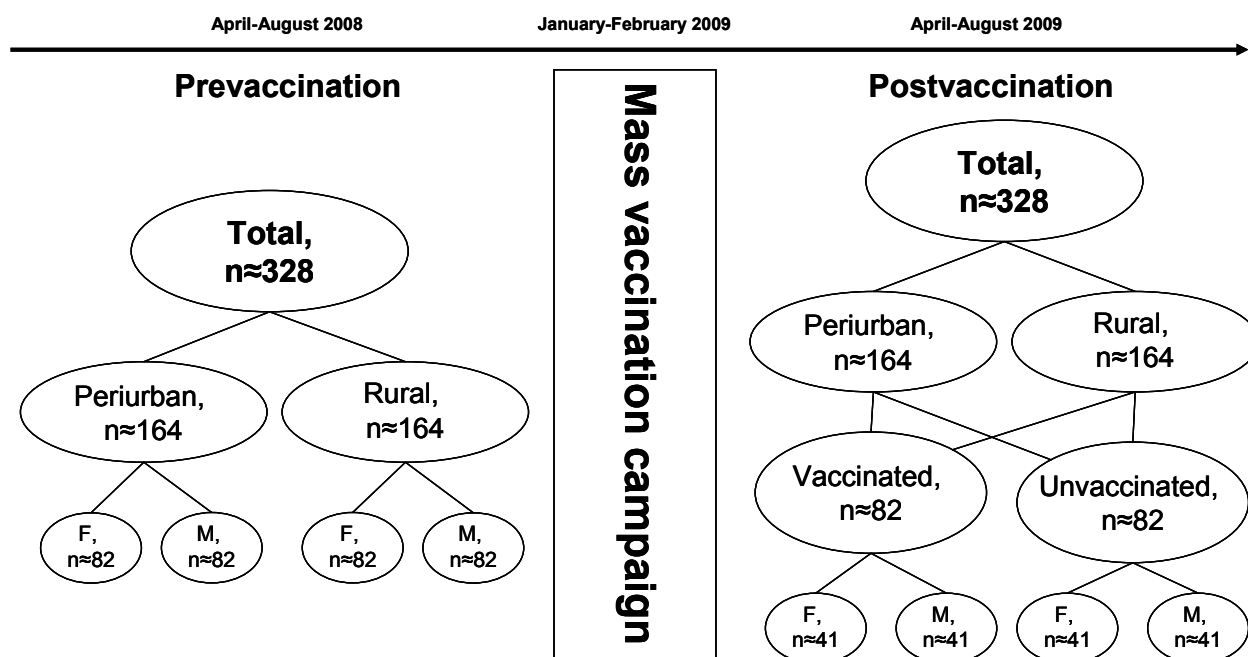 April-August 2008
January-February 2009
April-August 2009
Prevaccination
Mass vaccination campaign
Postvaccination
Total,
n≈328
Periurban,
n≈164
Rural,
n≈164
F,
n≈82
M,
n≈82
F,
n≈82
M,
n≈82
Total,
n≈328
Periurban,
n≈164
Rural,
n≈164
Vaccinated,
n≈82
Unvaccinated,
n≈82
F,
n≈41
M,
n≈41
F,
n≈41
M,
n≈41